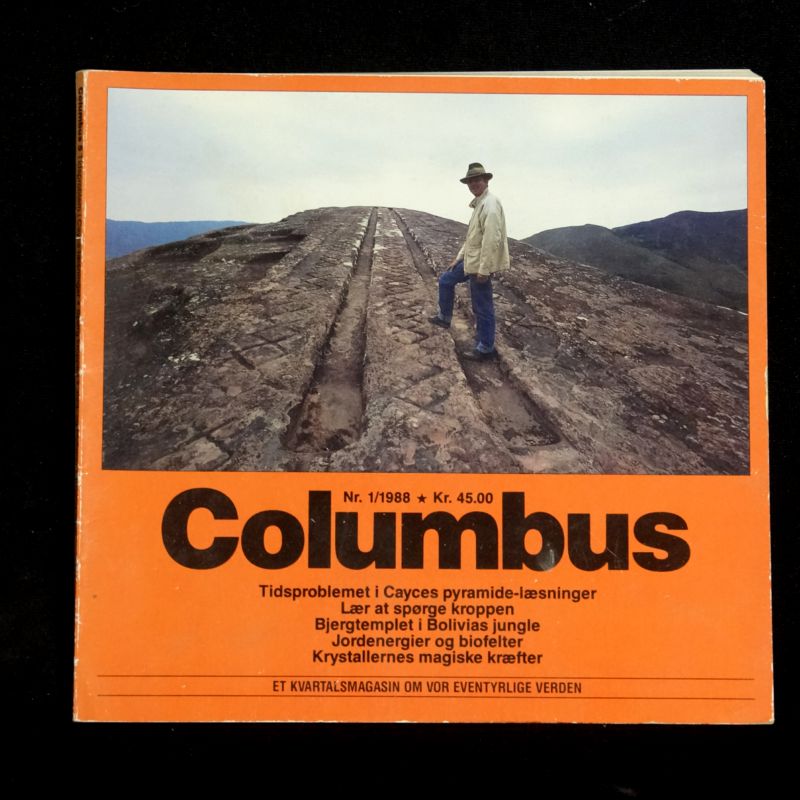 Nr. 1/1988 ★ Kr. 45.00
Columbus
Tidsproblemet i Cayces pyramide-læsninger
Lær at spørge kroppen
Bjergtemplet i Bolivias jungle
Jordenergier og biofelter
Krystallernes magiske kræfter
ET KVARTALSMAGASIN OM VOR EVENTYRLIGE VERDEN
Columbus